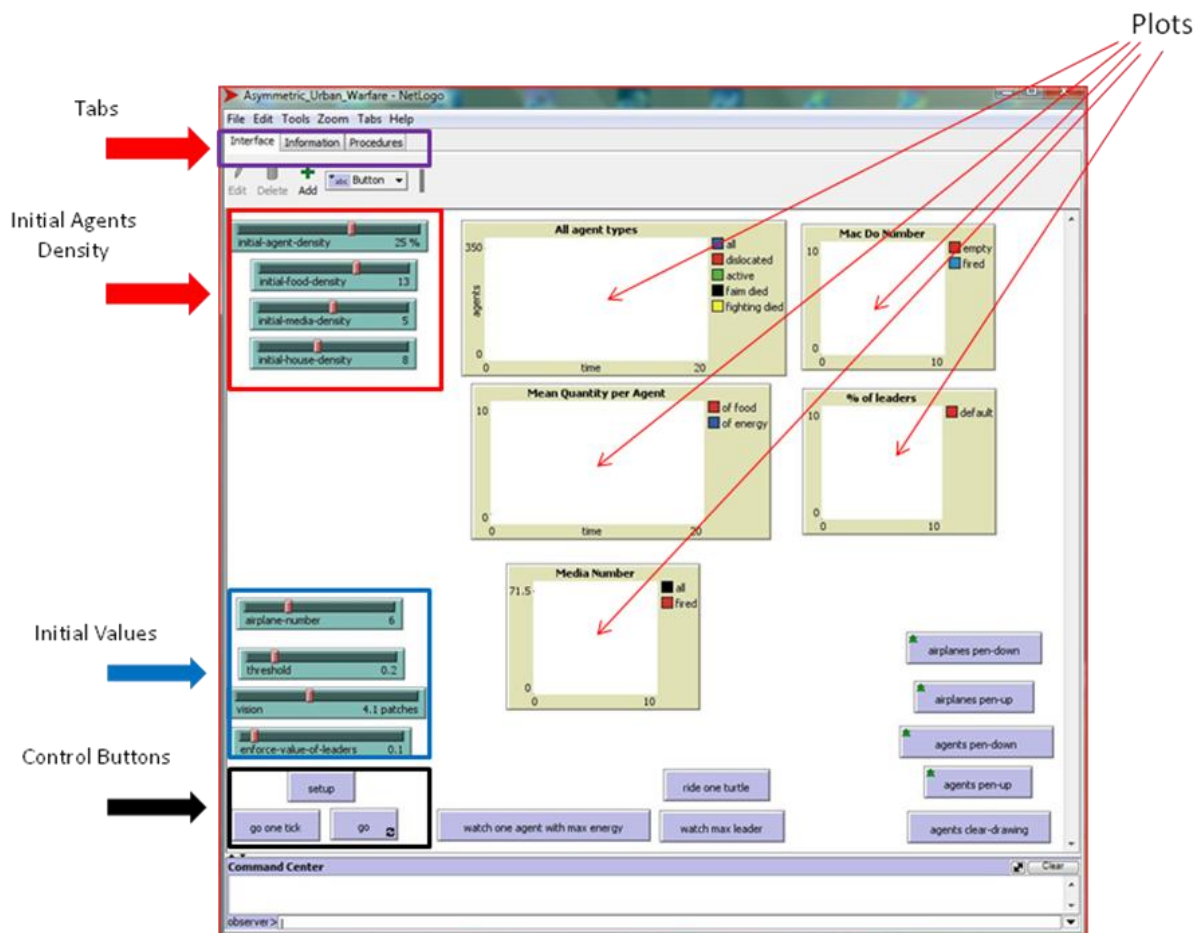 Plots
Tabs
Asymmetric_Urban_Warfare - NetLogo
File Edit Tools Zoom Tabs Help
Interface Information Procedures
Edit Delete Add abc Button
Initial Agents
Density
initial-agent-density 25 %
initial-food-density 13
initial-media-density 5
initial-house-density 8
All agent types
350
agents
0
0 time 20
all
dislocated
active
faim died
fighting died
Mac Do Number
10
0
0 10
empty
fired
Mean Quantity per Agent
10
0
0 time 20
of food
of energy
% of leaders
10
0
0 10
default
Media Number
71.5
0
0 10
all
fired
Initial Values
airplane-number 6
threshold 0.2
vision 4.1 patches
enforce-value-of-leaders 0.1
airplanes pen-down
airplanes pen-up
agents pen-down
agents pen-up
agents clear-drawing
Control Buttons
setup
go one tick go
ride one turtle
watch one agent with max energy watch max leader
Command Center Clear
observer>